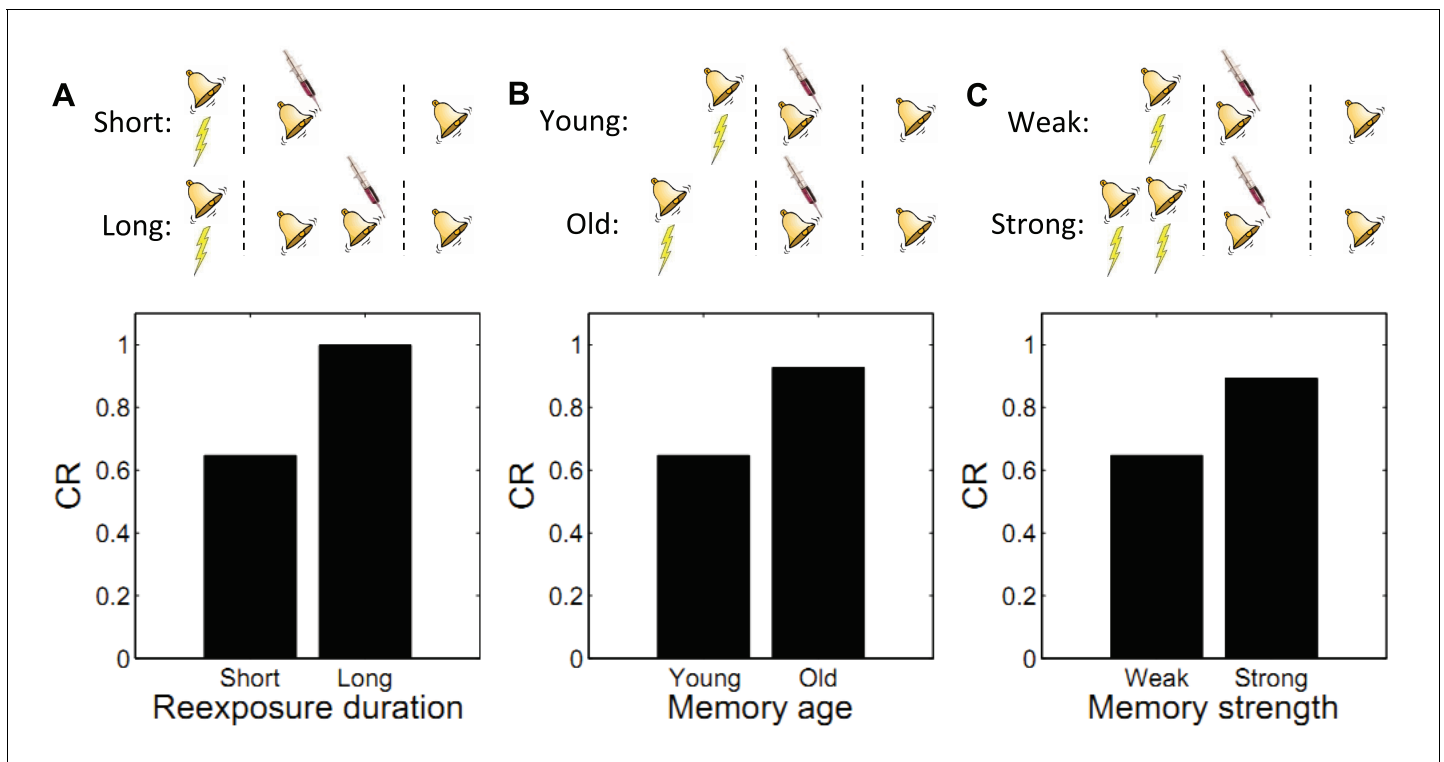 A
Short:
Long:
1
0.8
0.6
0.4
0.2
0
CR
Short Long
Reexposure duration
B
Young:
Old:
1
0.8
0.6
0.4
0.2
0
CR
Young Old
Memory age
C
Weak:
Strong:
1
0.8
0.6
0.4
0.2
0
CR
Weak Strong
Memory strength